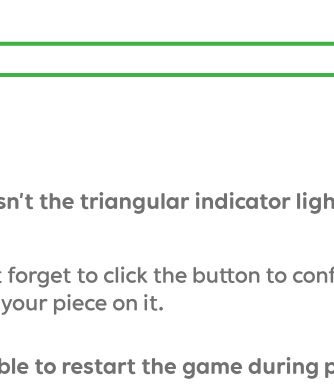 sn't the triangular indicator ligh
forget to click the button to conf
your piece on it.
ble to restart the game during p